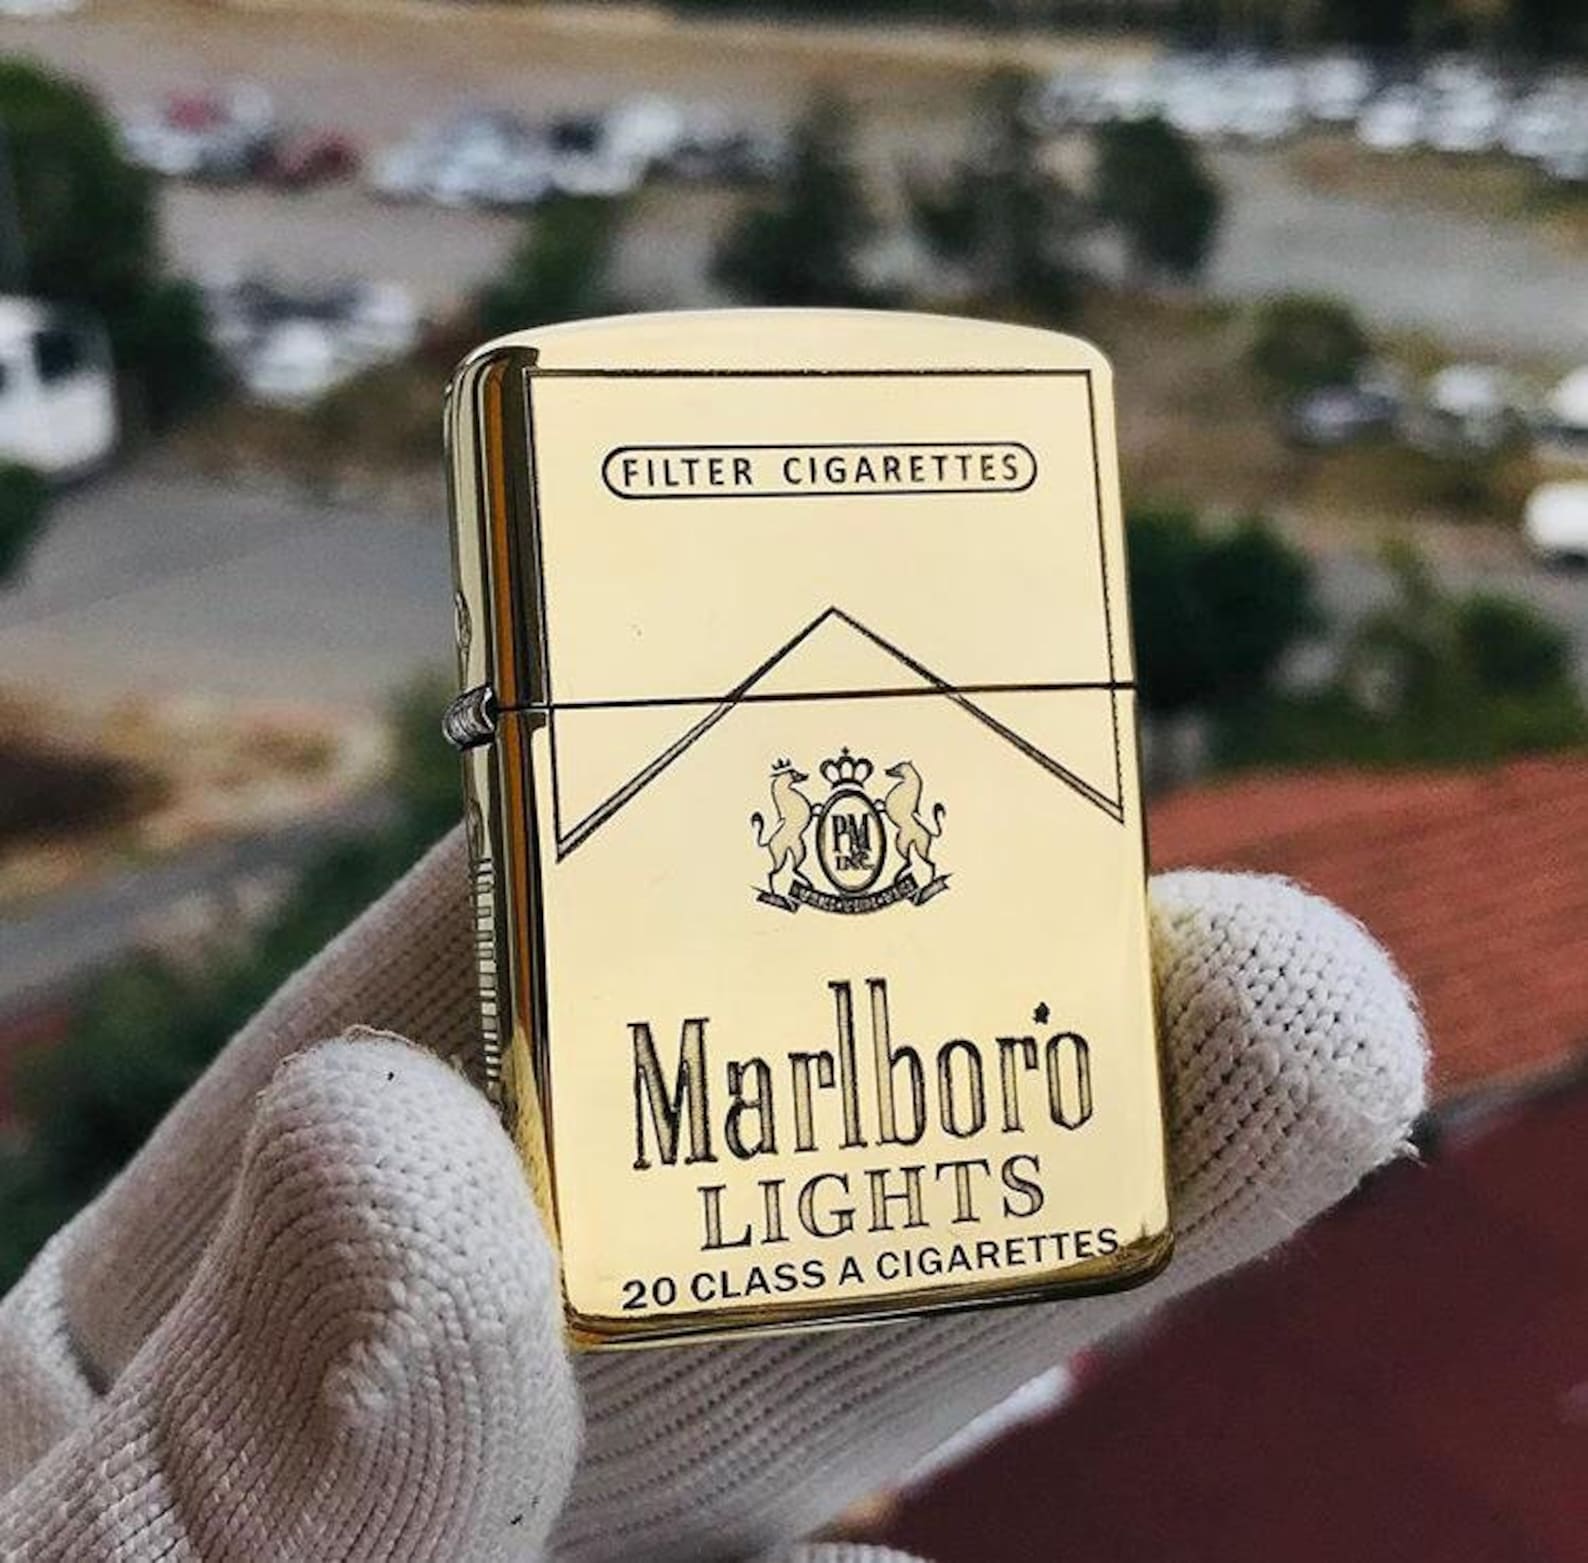 FILTER CIGARETTES
PM
INC.
Marlboro
LIGHTS
20 CLASS A CIGARETTES